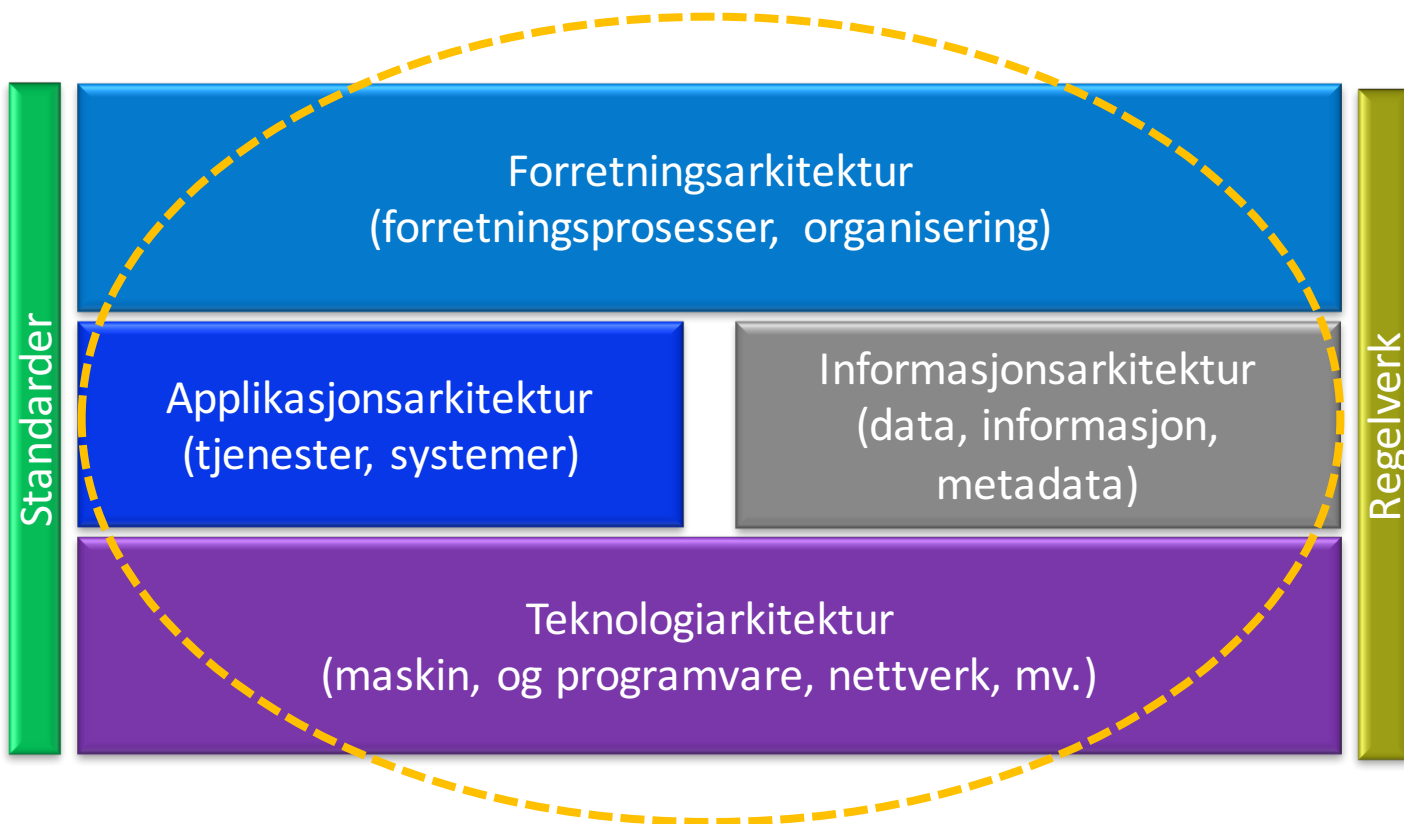 Standarder
Forretningsarkitektur
(forretningsprosesser, organisering)
Applikasjonsarkitektur
(tjenester, systemer)
Informasjonsarkitektur
(data, informasjon,
metadata)
Teknologiarkitektur
(maskin, og programvare, nettverk, mv.)
Regelverk